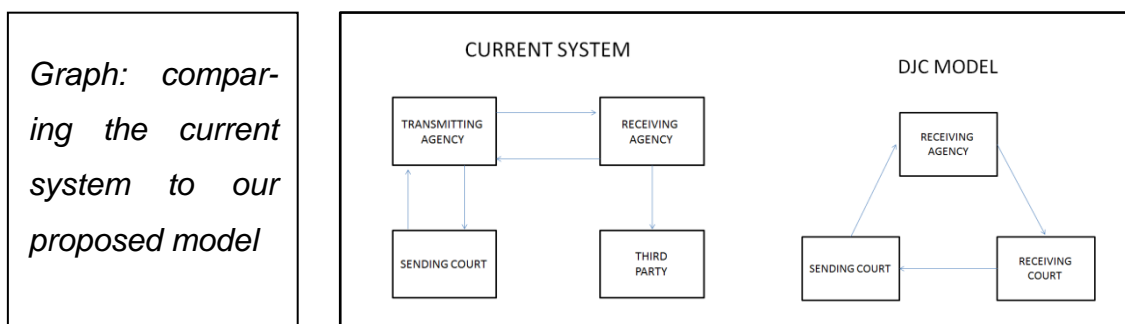 Graph: compar-
ing the current
system to our
proposed model
CURRENT SYSTEM
TRANSMITTING
AGENCY
RECEIVING
AGENCY
SENDING COURT
THIRD
PARTY
DJC MODEL
RECEIVING
AGENCY
SENDING COURT
RECEIVING
COURT